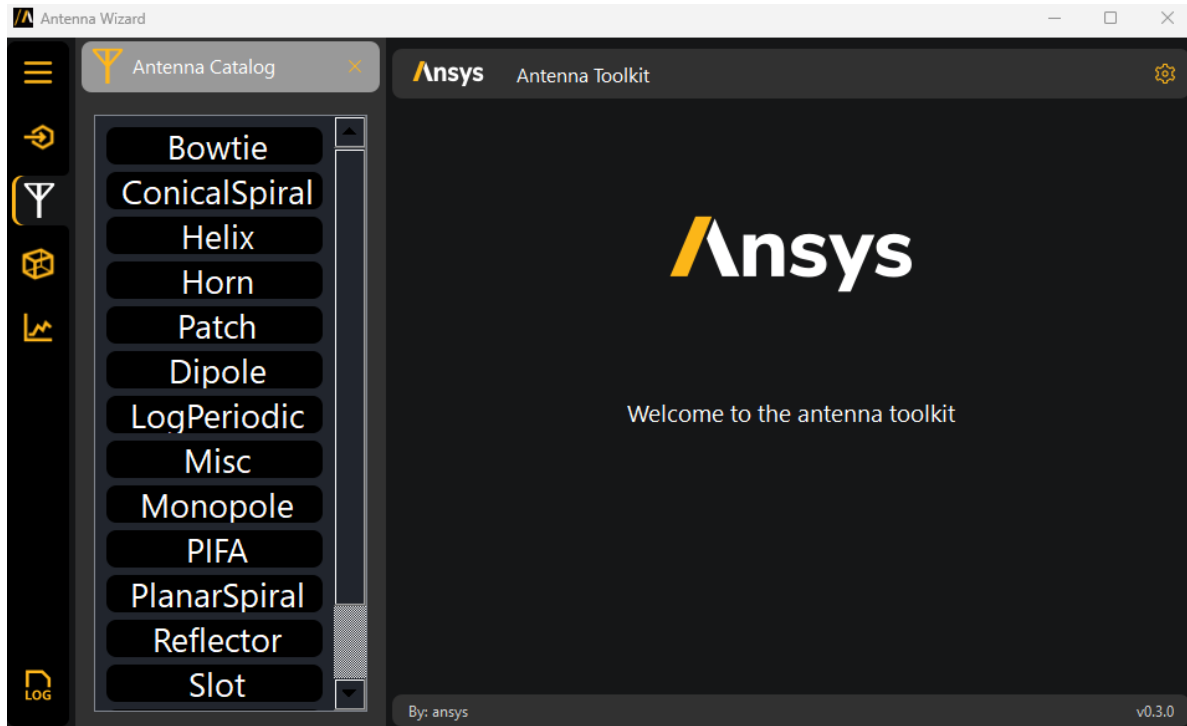 Antenna Wizard
Antenna Catalog
Ansys
Antenna Toolkit
Bowtie
ConicalSpiral
Helix
Horn
Patch
Dipole
LogPeriodic
Misc
Monopole
PIFA
PlanarSpiral
Reflector
Slot
Ansys
Welcome to the antenna toolkit
LOG
By: ansys
v0.3.0